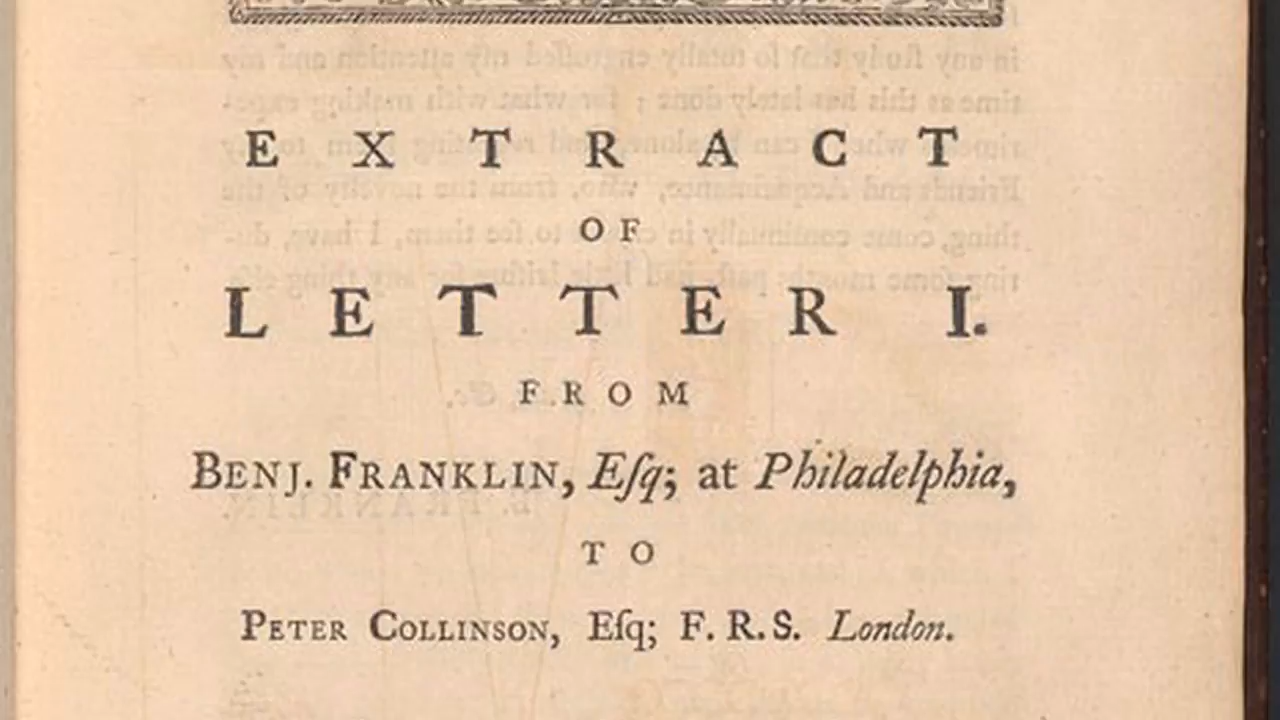 EXTRACT
OF
LETTER I.
FROM
BENJ. FRANKLIN, Eſq; at Philadelphia,
TO
PETER COLLINSON, Eſq; F. R. S. London.